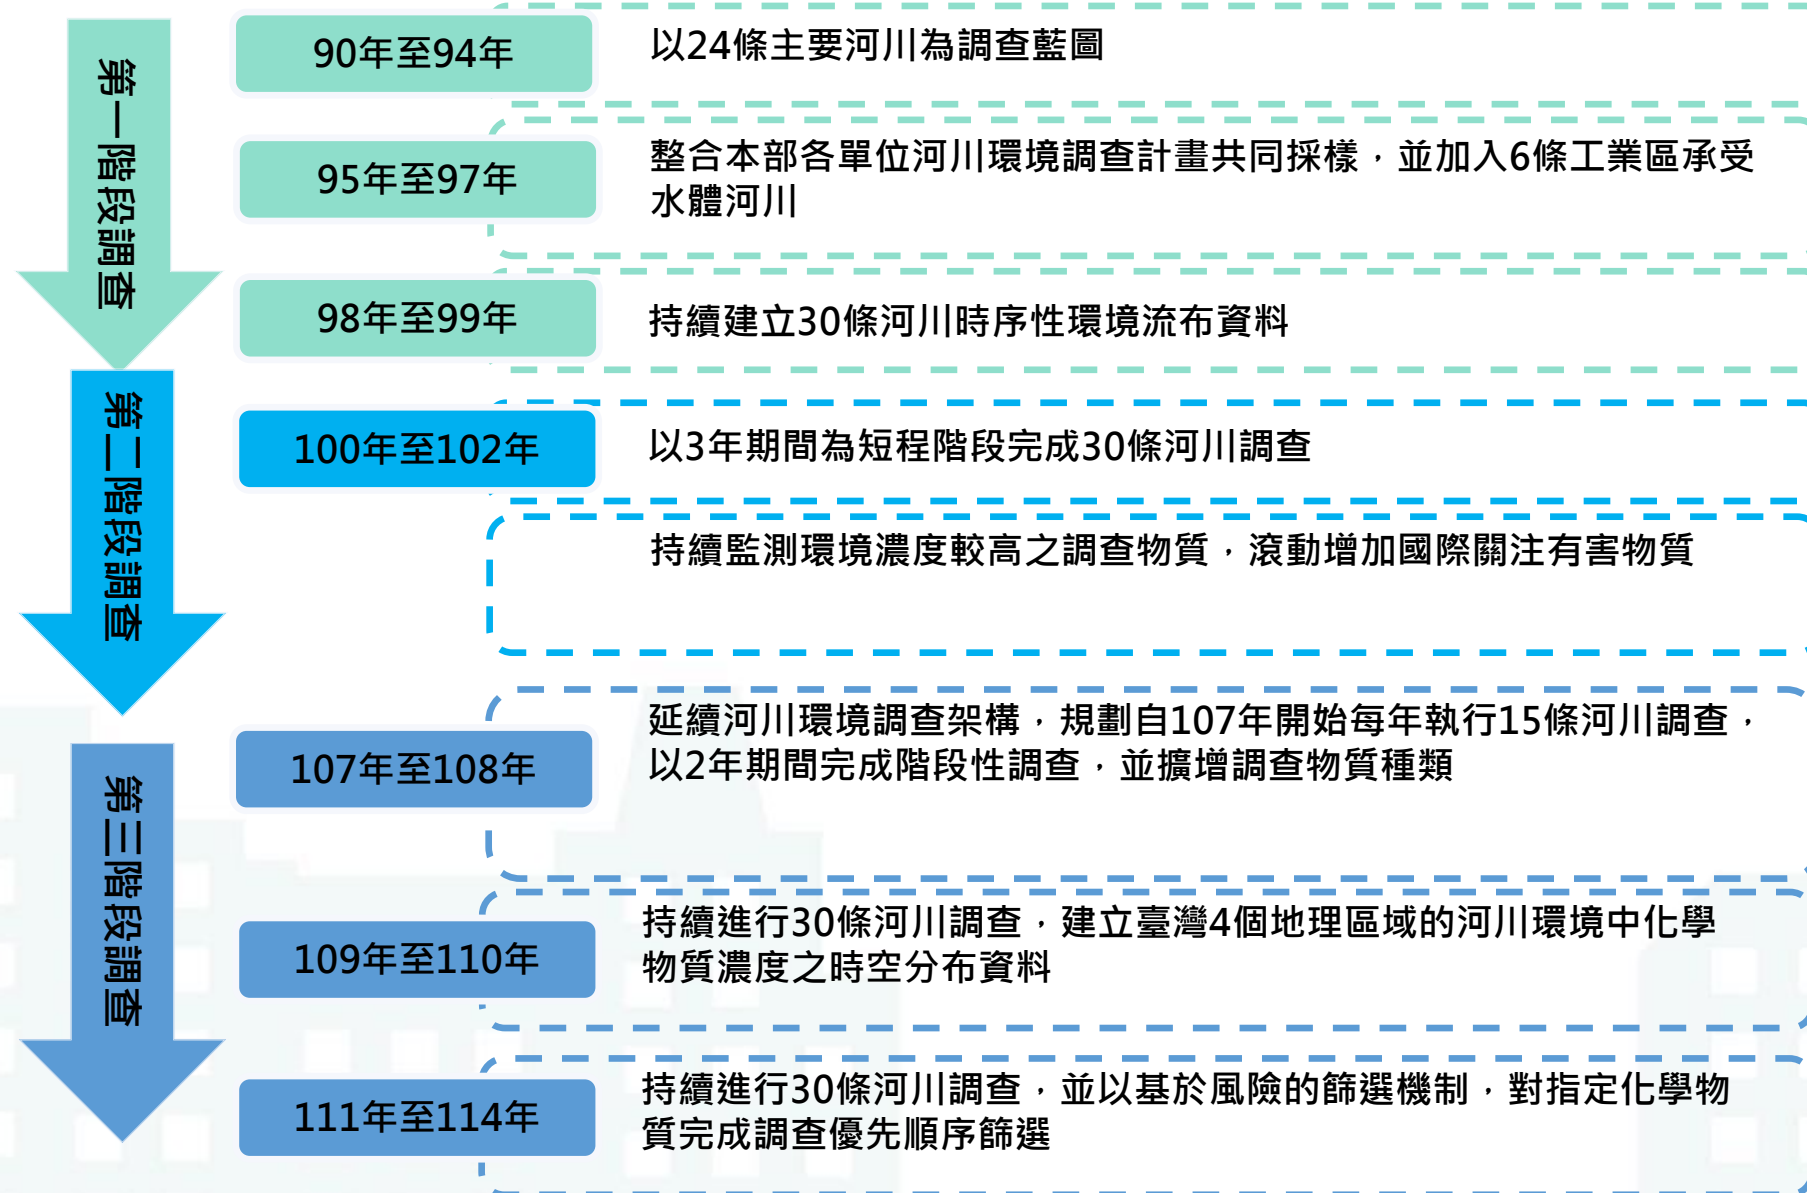 第一階段調查
90年至94年
以24條主要河川為調查藍圖
95年至97年
整合本部各單位河川環境調查計畫共同採樣，並加入6條工業區承受
水體河川
98年至99年
持續建立30條河川時序性環境流布資料
第二階段調查
100年至102年
以3年期間為短程階段完成30條河川調查
持續監測環境濃度較高之調查物質，滾動增加國際關注有害物質
第三階段調查
107年至108年
延續河川環境調查架構，規劃自107年開始每年執行15條河川調查，
以2年期間完成階段性調查，並擴增調查物質種類
109年至110年
持續進行30條河川調查，建立臺灣4個地理區域的河川環境中化學
物質濃度之時空分布資料
111年至114年
持續進行30條河川調查，並以基於風險的篩選機制，對指定化學物
質完成調查優先順序篩選